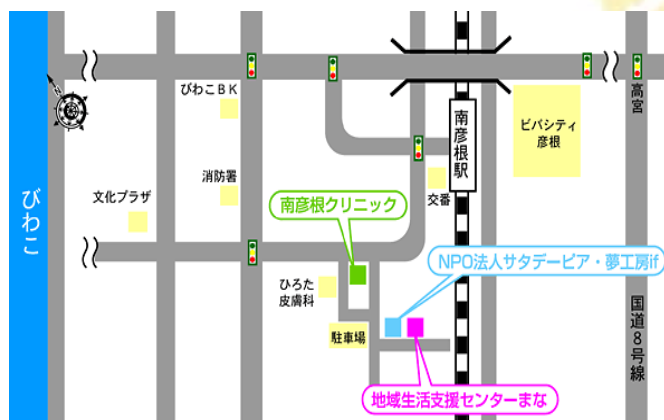 びわこBK
高宮
ビバシティ
彦根
南彦根駅
消防署
交番
文化プラザ
南彦根クリニック
びわこ
NPO法人サタデーピア・夢工房if
ひろた
皮膚科
国道8号線
駐車場
地域生活支援センターまな